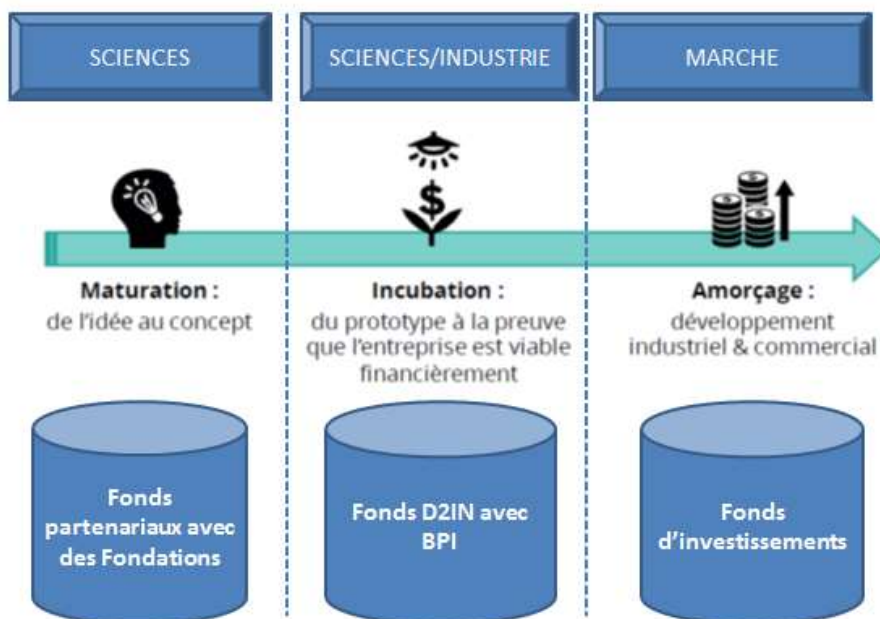 SCIENCES
SCIENCES/INDUSTRIE
MARCHE
$
Maturation :
de l'idée au concept
Incubation :
du prototype à la preuve
que l'entreprise est viable
financièrement
Amorçage :
développement
industriel & commercial
Fonds
partenariaux avec
des Fondations
Fonds D2IN avec
BPI
Fonds
d'investissements